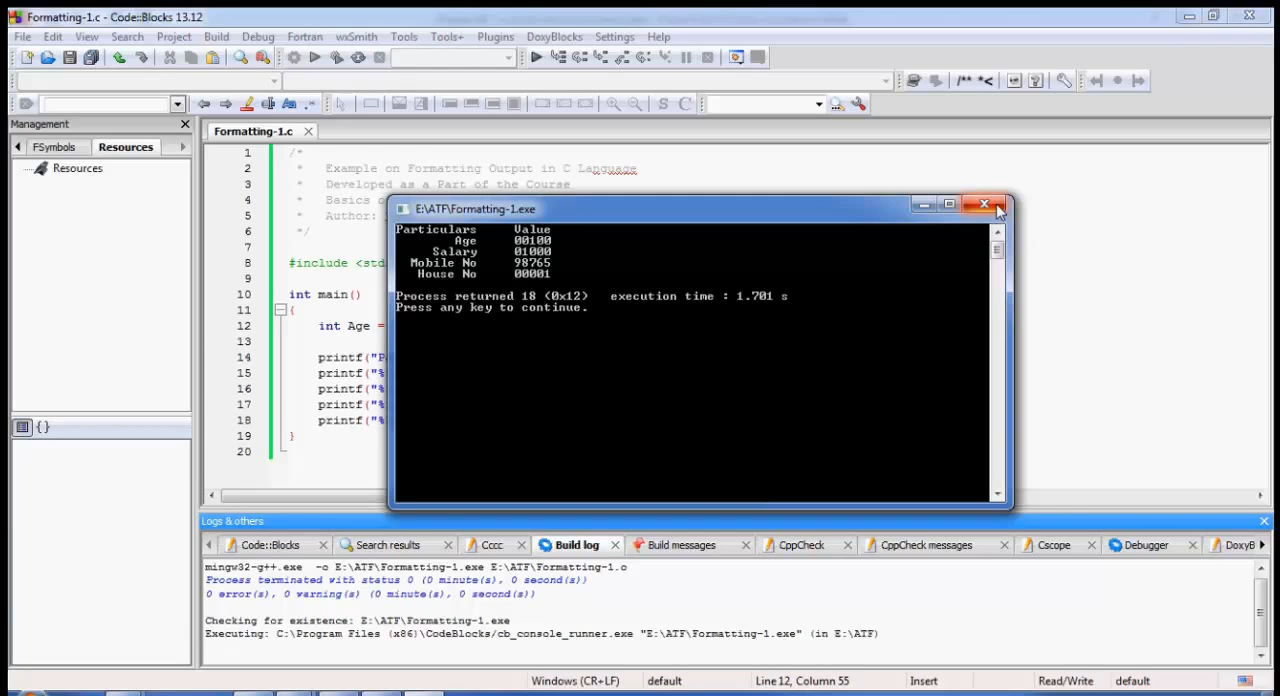 Formatting-1.c - Code::Blocks 13.12
File Edit View Search Project Build Debug Fortran wxSmith Tools Tools+ Plugins DoxyBlocks Settings Help
/** *<
S C
Management
FSymbols Resources
Resources
{}
Formatting-1.c
1 /*
2 * Example on Formatting Output in C Language
3 * Developed as a Part of the Course
4 * Basics o
5 * Author:
6 */
7
8 #include <std
9
10 int main()
11 {
12 int Age =
13
14 printf("P
15 printf("%
16 printf("%
17 printf("%
18 printf("%
19 }
20
E:\ATF\Formatting-1.exe
Particulars Value
Age 00100
Salary 01000
Mobile No 98765
House No 00001
Process returned 18 (0x12) execution time : 1.701 s
Press any key to continue.
Logs & others
Code::Blocks Search results Cccc Build log Build messages CppCheck CppCheck messages Cscope Debugger DoxyB
mingw32-g++.exe -o E:\ATF\Formatting-1.exe E:\ATF\Formatting-1.o
Process terminated with status 0 (0 minute(s), 0 second(s))
0 error(s), 0 warning(s) (0 minute(s), 0 second(s))
Checking for existence: E:\ATF\Formatting-1.exe
Executing: C:\Program Files (x86)\CodeBlocks/cb_console_runner.exe "E:\ATF\Formatting-1.exe" (in E:\ATF)
Windows (CR+LF) default Line 12, Column 55 Insert Read/Write default